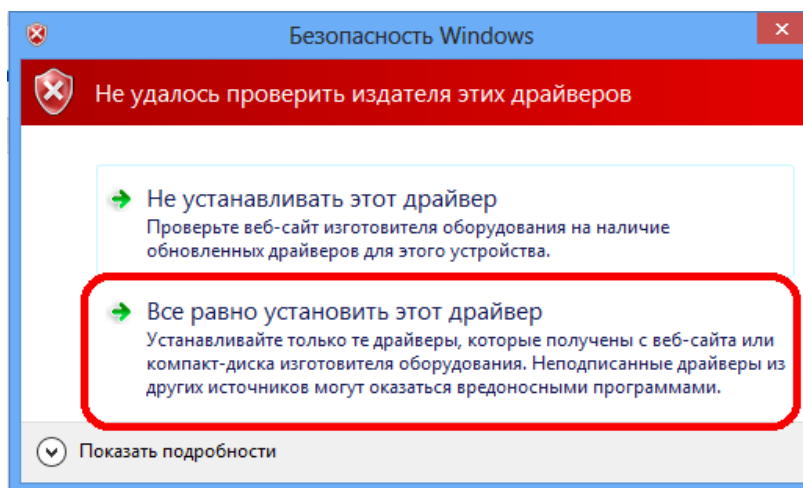 Безопасность Windows
Не удалось проверить издателя этих драйверов
Не устанавливать этот драйвер
Проверьте веб-сайт изготовителя оборудования на наличие
обновленных драйверов для этого устройства.
Все равно установить этот драйвер
Устанавливайте только те драйверы, которые получены с веб-сайта или
компакт-диска изготовителя оборудования. Неподписанные драйверы из
других источников могут оказаться вредоносными программами.
Показать подробности